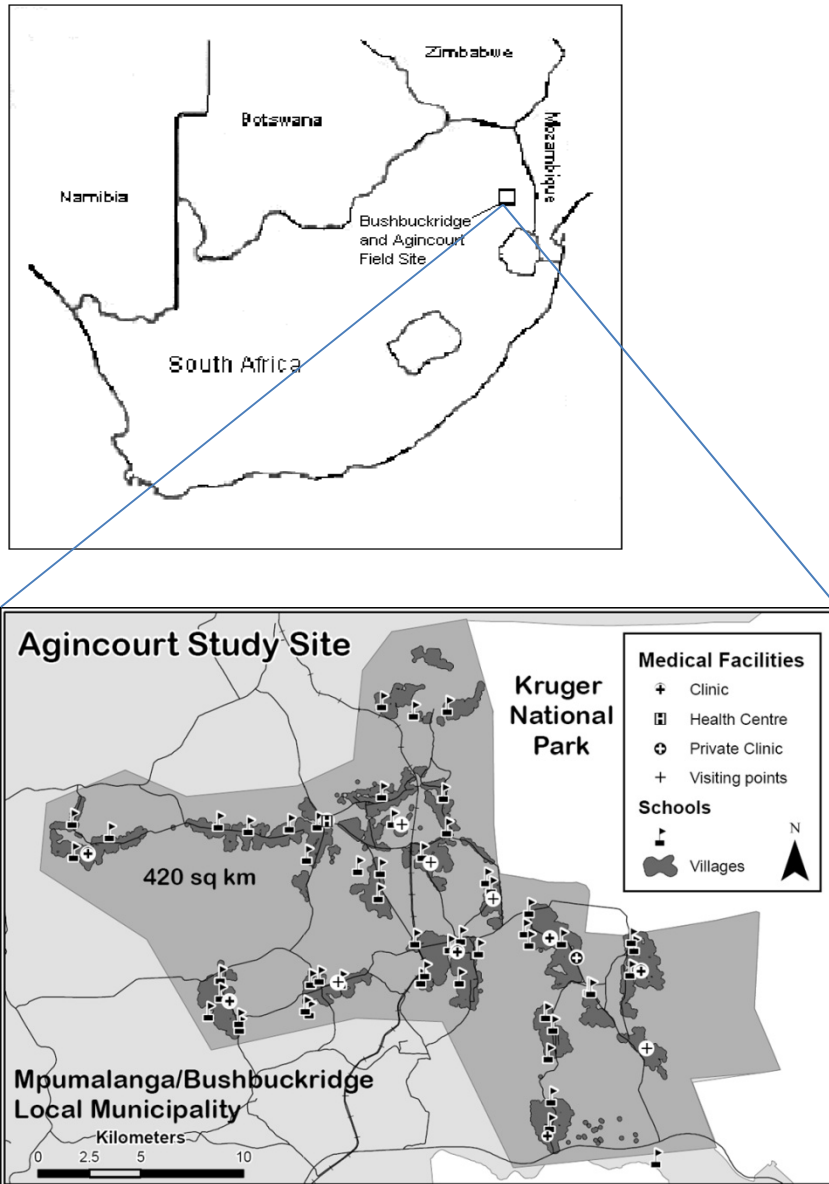 Zimbabwe
Botswana
Mozambique
Namibia
Bushbuckridge
and Agincourt
Field Site
South Africa
Agincourt Study Site
Kruger
National
Park
Medical Facilities
Clinic
H Health Centre
Private Clinic
Visiting points
Schools
Villages
N
H
420 sq km
Mpumalanga/Bushbuckridge
Local Municipality
Kilometers
0 2.5 5 10